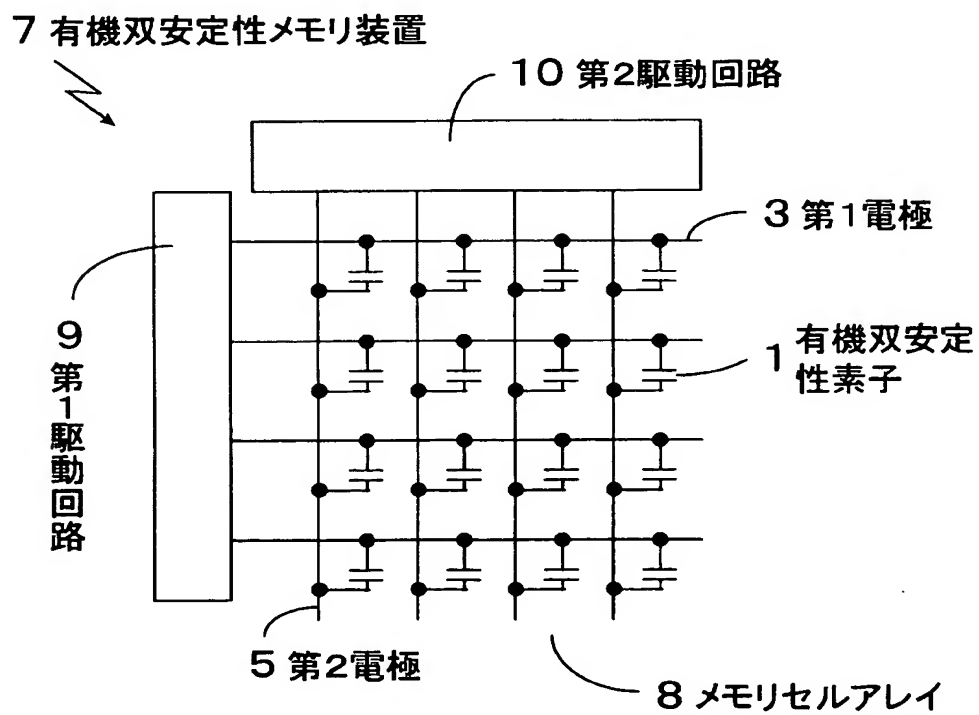 7 有機双安定性メモリ装置
10 第2駆動回路
3 第1電極
9
第1駆動回路
1 有機双安定
性素子
5 第2電極
8 メモリセルアレイ